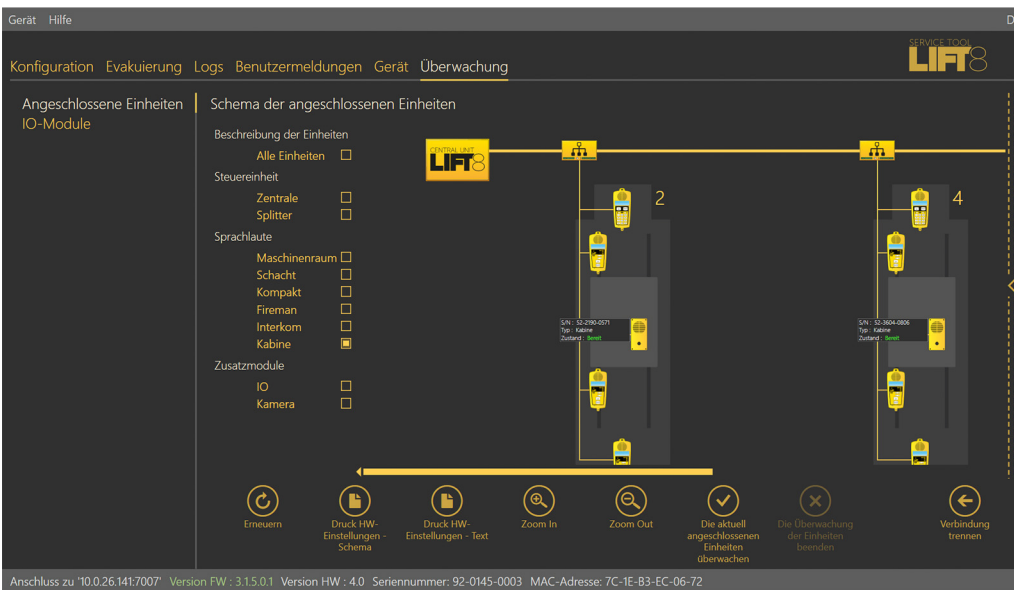 Gerät Hilfe D
SERVICE TOOL
LIFT8
Konfiguration Evakuierung Logs Benutzermeldungen Gerät Überwachung
Angeschlossene Einheiten
IO-Module
Schema der angeschlossenen Einheiten
Beschreibung der Einheiten
Alle Einheiten
Steuereinheit
Zentrale
Splitter
Sprachlaute
Maschinenraum
Schacht
Kompakt
Fireman
Interkom
Kabine
Zusatzmodule
IO
Kamera
CENTRAL UNIT
LIFT8
2
4
S/N : 52-2190-0571
Typ : Kabine
Zustand : Bereit
S/N : 52-3604-0806
Typ : Kabine
Zustand : Bereit
Erneuern
Druck HW-
Einstellungen -
Schema
Druck HW-
Einstellungen - Text
Zoom In
Zoom Out
Die aktuell
angeschlossenen
Einheiten
überwachen
Die Überwachung
der Einheiten
beenden
Verbindung
trennen
Anschluss zu '10.0.26.141:7007' Version FW : 3.1.5.0.1 Version HW : 4.0 Seriennummer: 92-0145-0003 MAC-Adresse: 7C-1E-B3-EC-06-72